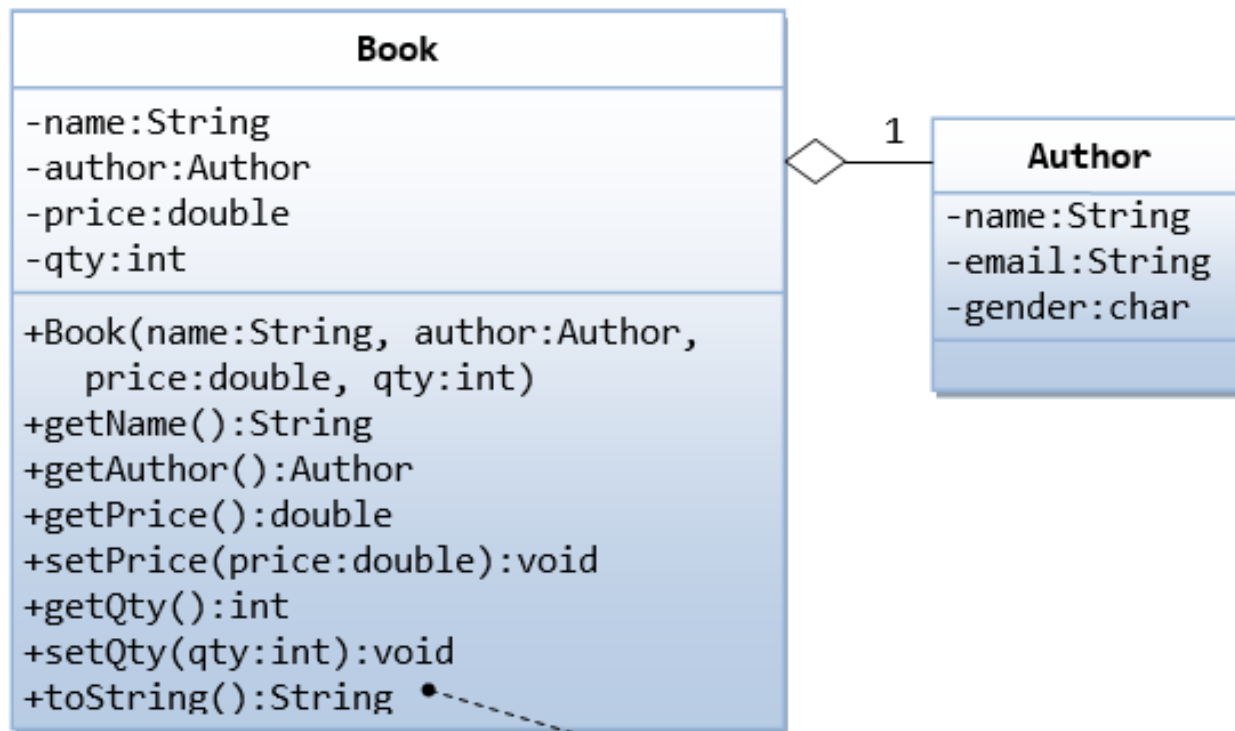 Book
-name:String
-author:Author
-price:double
-qty:int
+Book(name:String, author:Author,
price:double, qty:int)
+getName():String
+getAuthor():Author
+getPrice():double
+setPrice(price:double):void
+getQty():int
+setQty(qty:int):void
+toString():String
1
Author
-name:String
-email:String
-gender:char